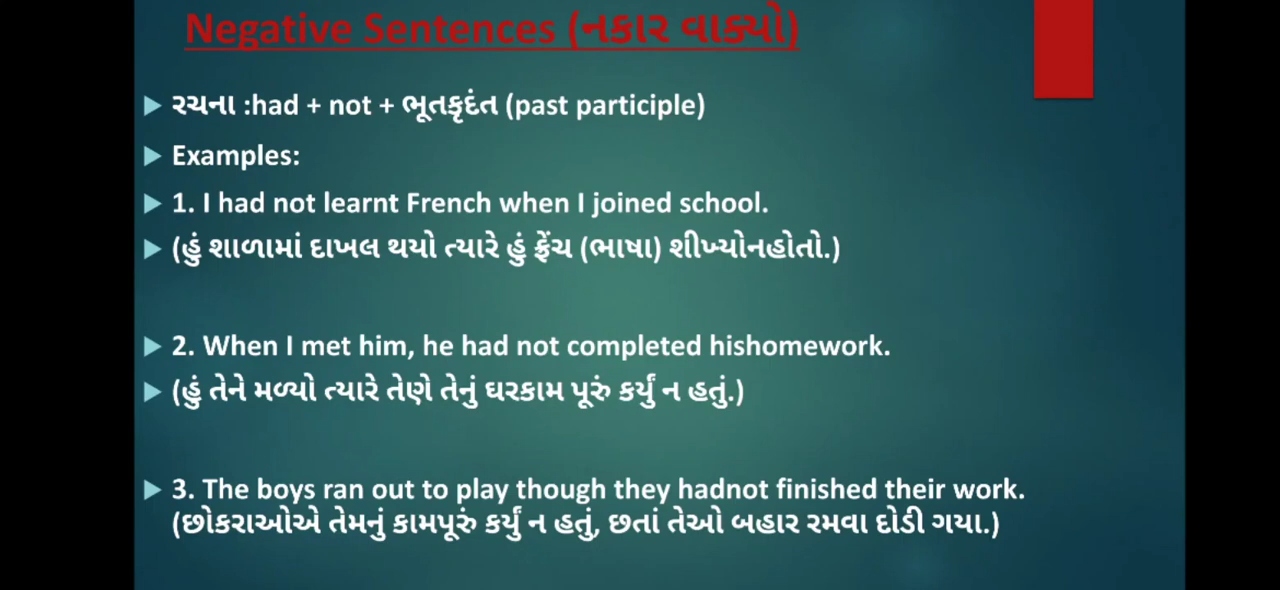 Negative Sentences (નકાર વાક્યો)
રચના :had + not + ભૂતકૃદંત (past participle)
Examples:
1. I had not learnt French when I joined school.
(હું શાળામાં દાખલ થયો ત્યારે હું ફ્રેંચ (ભાષા) શીખ્યોનહોતો.)
2. When I met him, he had not completed hishomework.
(હું તેને મળ્યો ત્યારે તેણે તેનું ઘરકામ પૂરું કર્યું ન હતું.)
3. The boys ran out to play though they hadnot finished their work.
(છોકરાઓએ તેમનું કામપૂરું કર્યું ન હતું, છતાં તેઓ બહાર રમવા દોડી ગયા.)